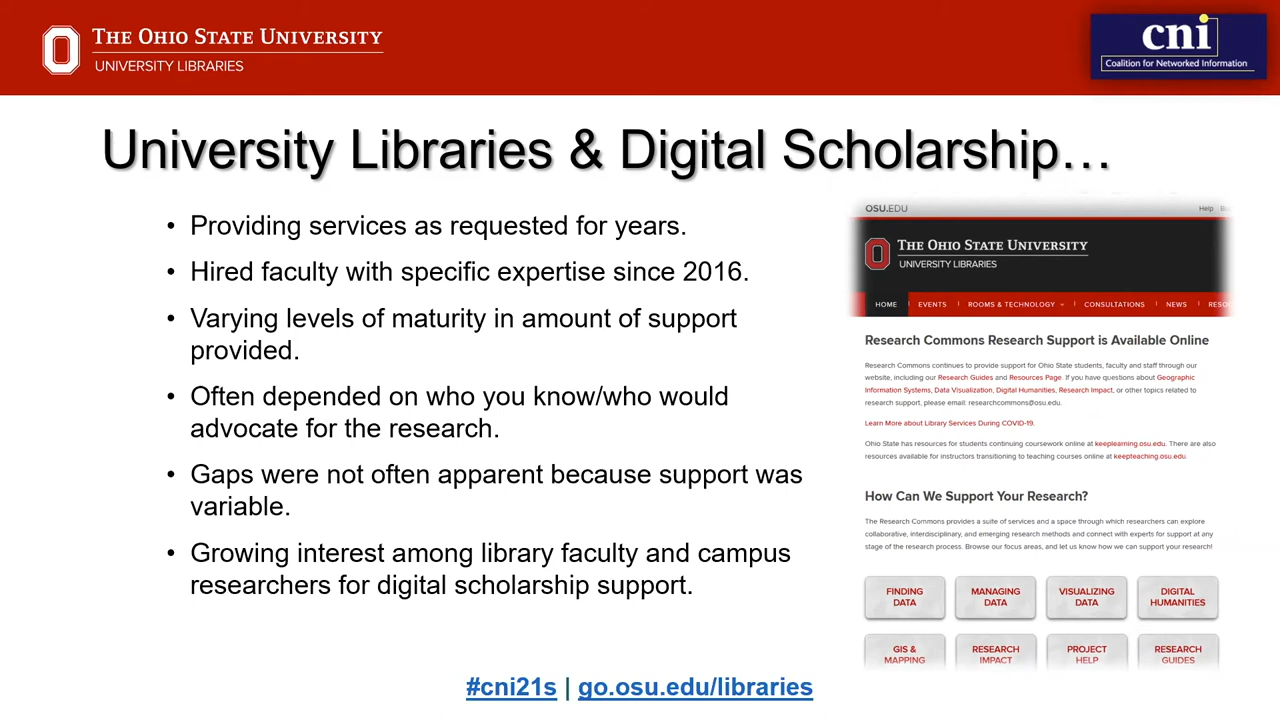 THE OHIO STATE UNIVERSITY
UNIVERSITY LIBRARIES
cni
Coalition for Networked Information
University Libraries & Digital Scholarship…
• Providing services as requested for years.
• Hired faculty with specific expertise since 2016.
• Varying levels of maturity in amount of support
provided.
• Often depended on who you know/who would
advocate for the research.
• Gaps were not often apparent because support was
variable.
• Growing interest among library faculty and campus
researchers for digital scholarship support.
OSU.EDU
Help
THE OHIO STATE UNIVERSITY
UNIVERSITY LIBRARIES
HOME EVENTS ROOMS & TECHNOLOGY CONSULTATIONS NEWS
Research Commons Research Support is Available Online
Research Commons continues to provide support for Ohio State students, faculty and staff through our
website, including our Research Guides and Resources Page. If you have questions about Geographic
Information Systems, Data Visualization, Digital Humanities, Research Impact, or other topics related to
research support, please email: researchcommons@osu.edu.
Learn More about Library Services During COVID-19.
Ohio State has resources for students continuing coursework online at keeplearning.osu.edu. There are also
resources available for instructors transitioning to teaching courses online at keepteaching.osu.edu.
How Can We Support Your Research?
The Research Commons provides a suite of services and a space through which researchers can explore
collaborative, interdisciplinary, and emerging research methods and connect with experts for support at any
stage of the research process. Browse our focus areas, and let us know how we can support your research!
FINDING
DATA
MANAGING
DATA
VISUALIZING
DATA
DIGITAL
HUMANITIES
GIS &
MAPPING
RESEARCH
IMPACT
PROJECT
HELP
RESEARCH
GUIDES
#cni21s | go.osu.edu/libraries